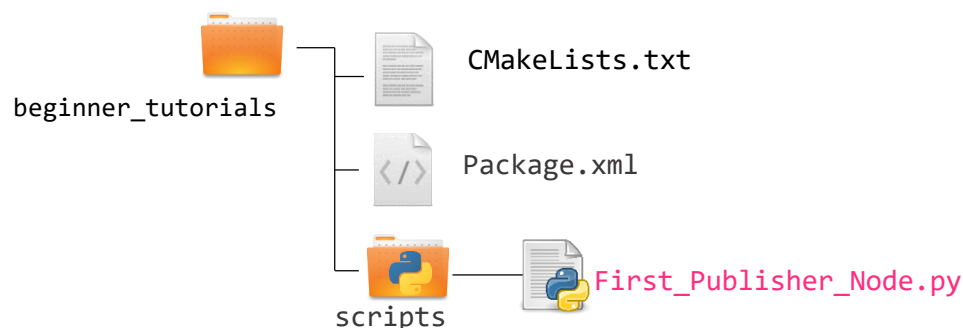 beginner_tutorials
CMakeLists.txt
Package.xml
scripts
First_Publisher_Node.py